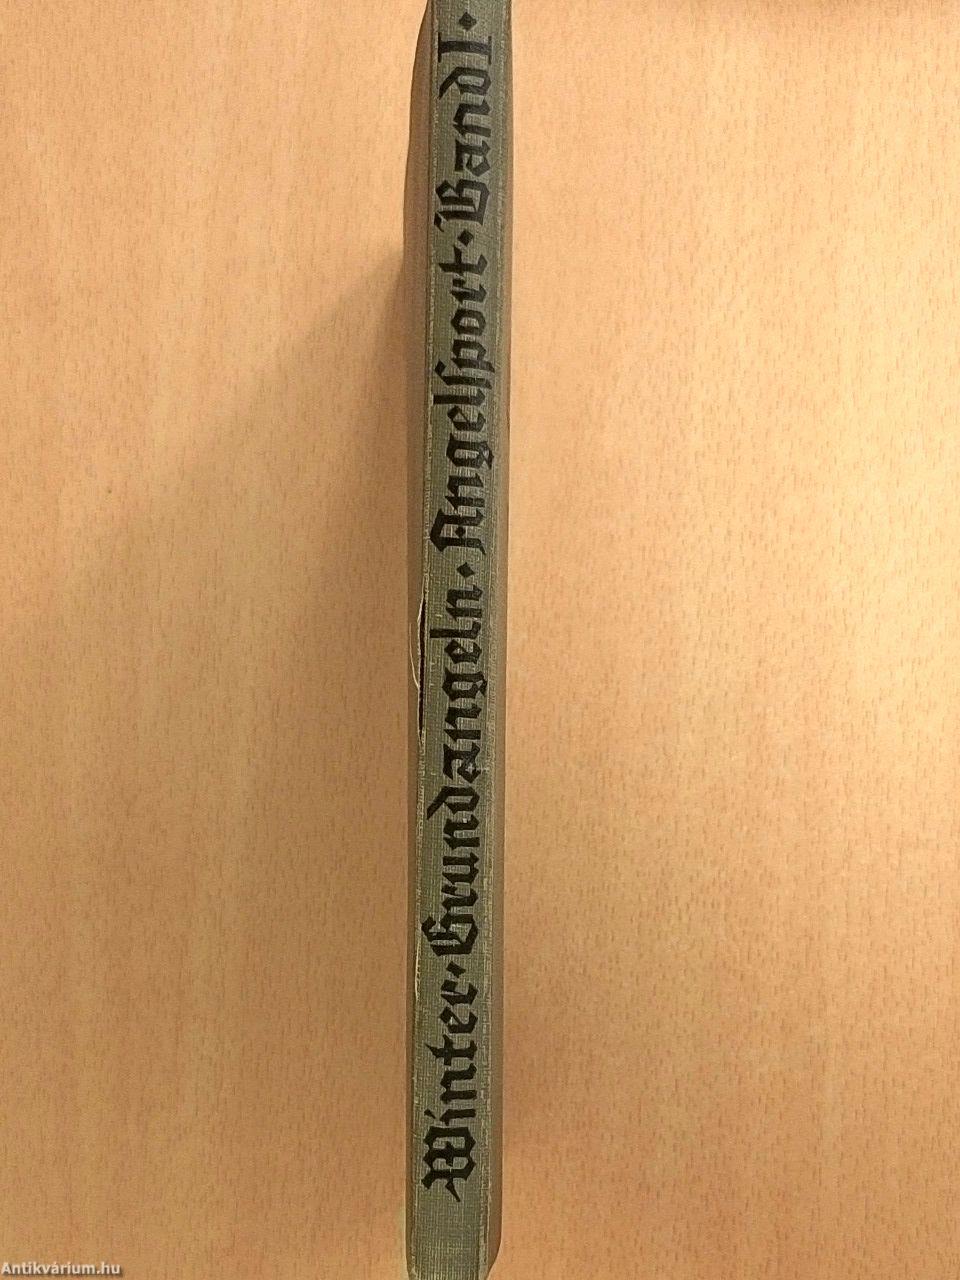 Winter · Grundangeln · Angelsport · Band I ·
Antikvárium.hu